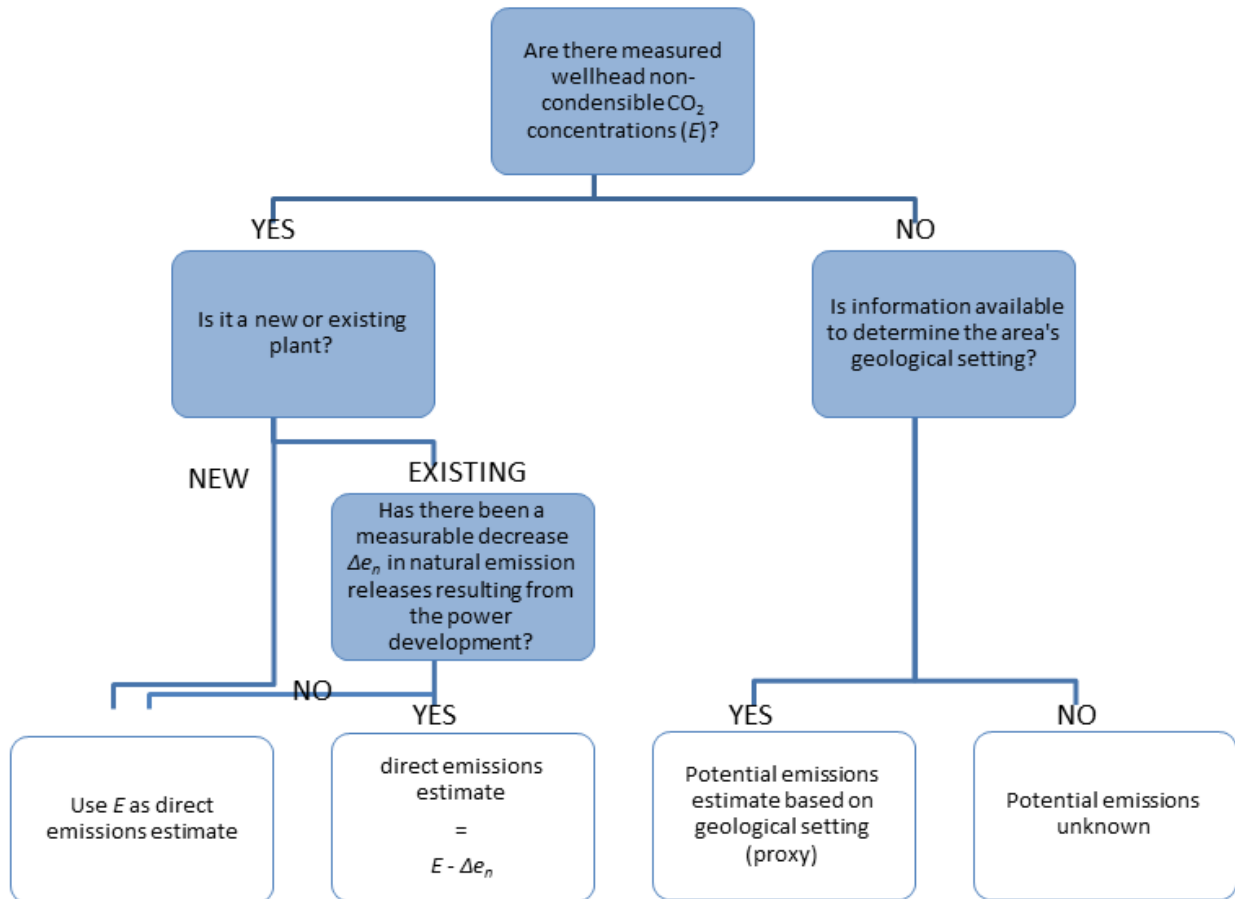 Are there measured
wellhead non-
condensible CO₂
concentrations (E)?
YES
NO
Is it a new or existing
plant?
Is information available
to determine the area's
geological setting?
NEW
EXISTING
Has there been a
measurable decrease
Δeₙ in natural emission
releases resulting from
the power
development?
NO
YES
YES
NO
Use E as direct
emissions estimate
direct emissions
estimate
=
E - Δeₙ
Potential emissions
estimate based on
geological setting
(proxy)
Potential emissions
unknown